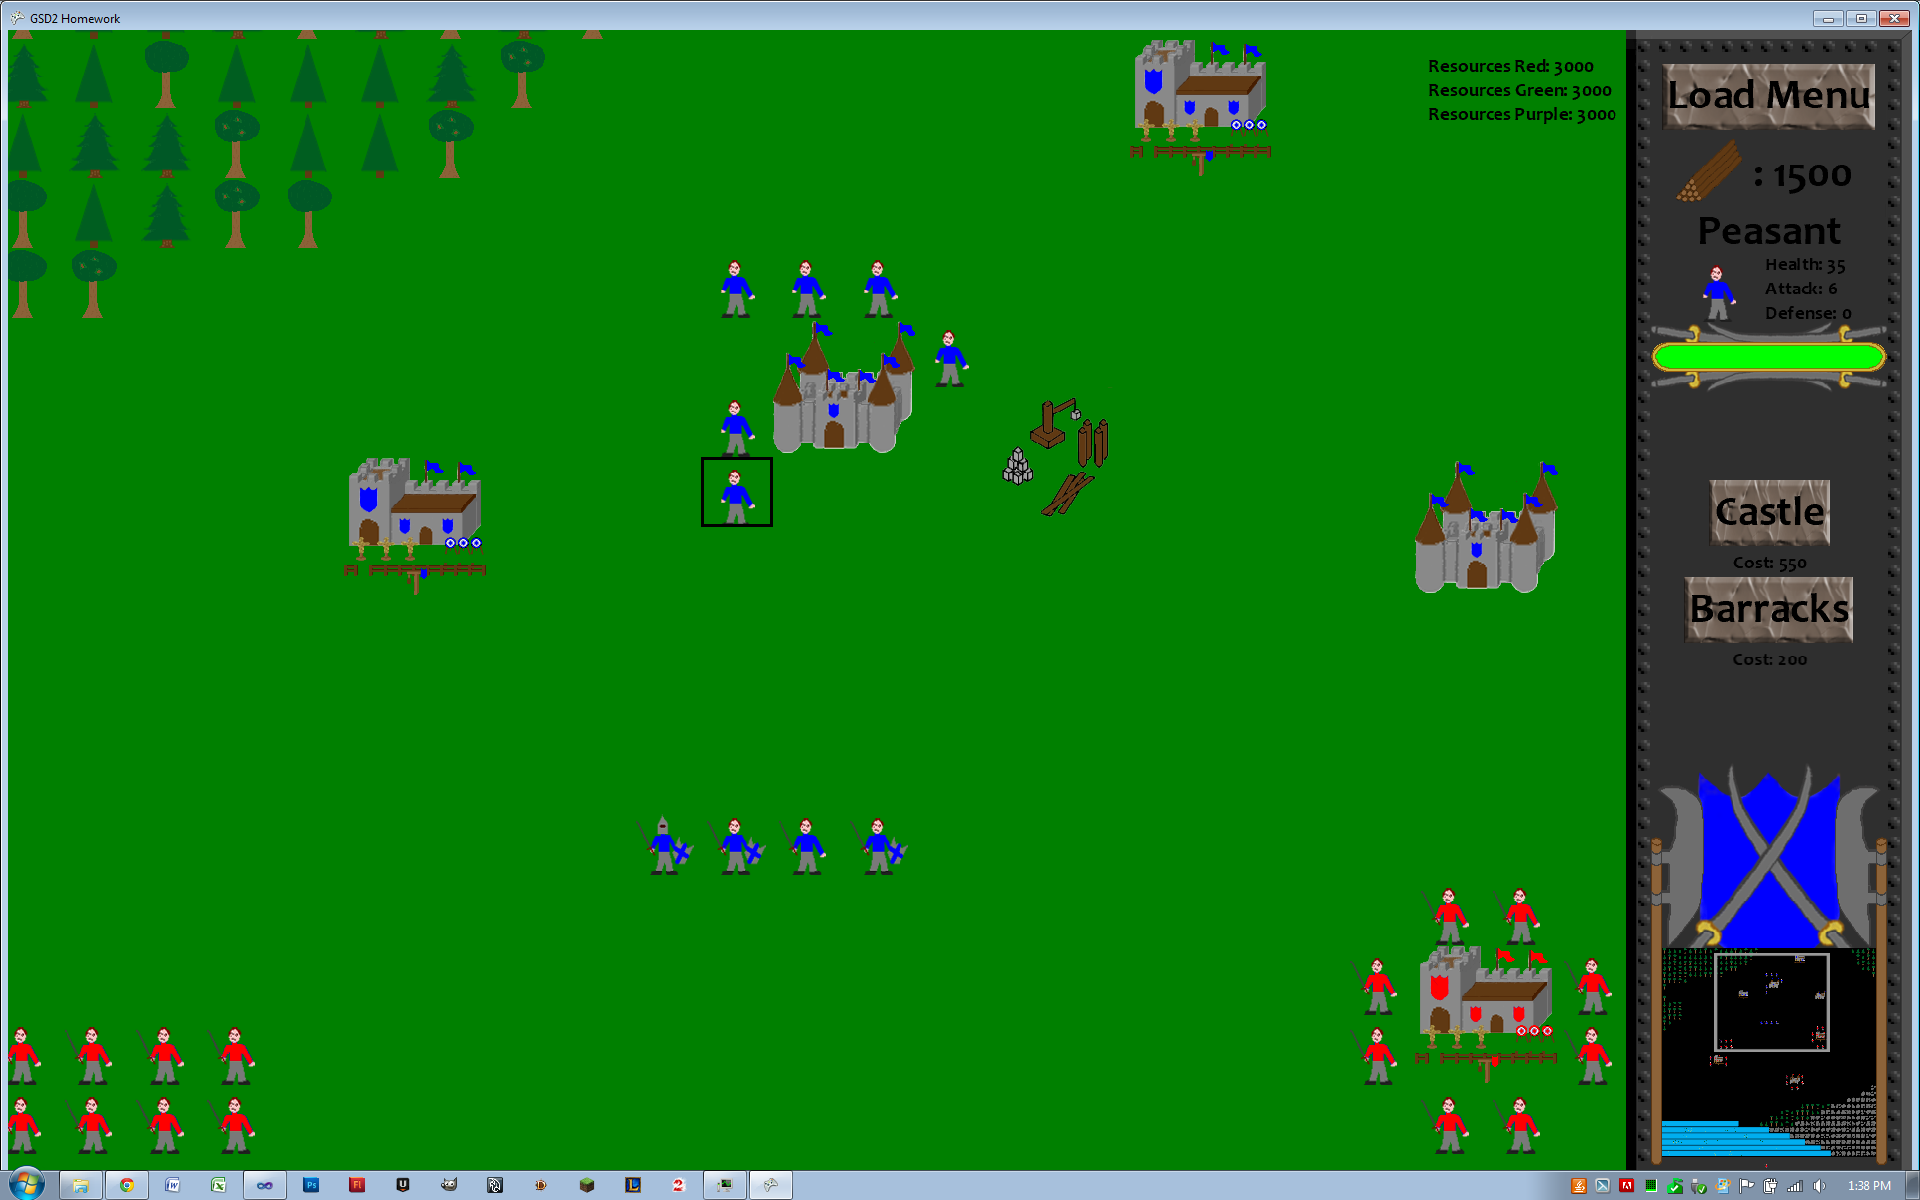 GSD2 Homework
Resources Red: 3000
Resources Green: 3000
Resources Purple: 3000
Load Menu
: 1500
Peasant
Health: 35
Attack: 6
Defense: 0
Castle
Cost: 550
Barracks
Cost: 200
1:38 PM